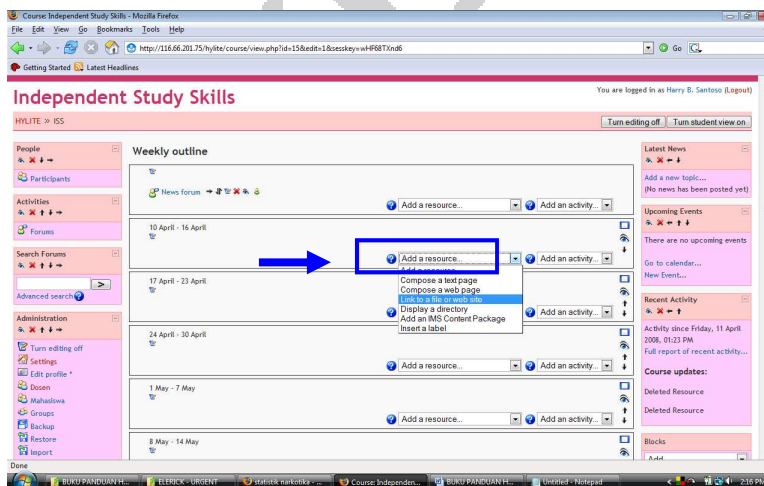 Course: Independent Study Skills - Mozilla Firefox
File Edit View Go Bookmarks Tools Help
http://116.66.201.75/hylite/course/view.php?id=15&edit=1&sesskey=wHF68TXnd6
Go
Getting Started Latest Headlines
Independent Study Skills
You are logged in as Harry B. Santoso (Logout)
HYLITE » ISS
Turn editing off Turn student view on
People
Participants
Activities
Forums
Search Forums
>
Advanced search
Administration
Turn editing off
Settings
Edit profile *
Dosen
Mahasiswa
Groups
Backup
Restore
Import
Weekly outline
News forum
Add a resource... Add an activity...
10 April - 16 April
Add a resource... Add an activity...
Add a resource...
Compose a text page
Compose a web page
Link to a file or web site
Display a directory
Add an IMS Content Package
Insert a label
17 April - 23 April
Add an activity...
24 April - 30 April
Add a resource... Add an activity...
1 May - 7 May
Add a resource... Add an activity...
8 May - 14 May
Latest News
Add a new topic...
(No news has been posted yet)
Upcoming Events
There are no upcoming events
Go to calendar...
New Event...
Recent Activity
Activity since Friday, 11 April
2008, 01:23 PM
Full report of recent activity...
Course updates:
Deleted Resource
Deleted Resource
Blocks
Add
Done
BUKU PANDUAN H... ELERICK - URGENT statistik narkotika - ... Course: Independen... BUKU PANDUAN H... Untitled - Notepad 2:16 PM